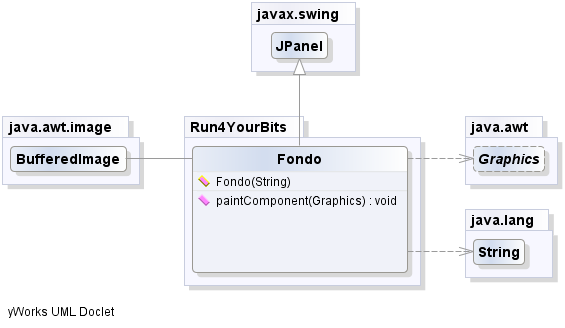 javax.swing
JPanel
java.awt.image
BufferedImage
Run4YourBits
Fondo
Fondo(String)
paintComponent(Graphics) : void
java.awt
Graphics
java.lang
String
yWorks UML Doclet